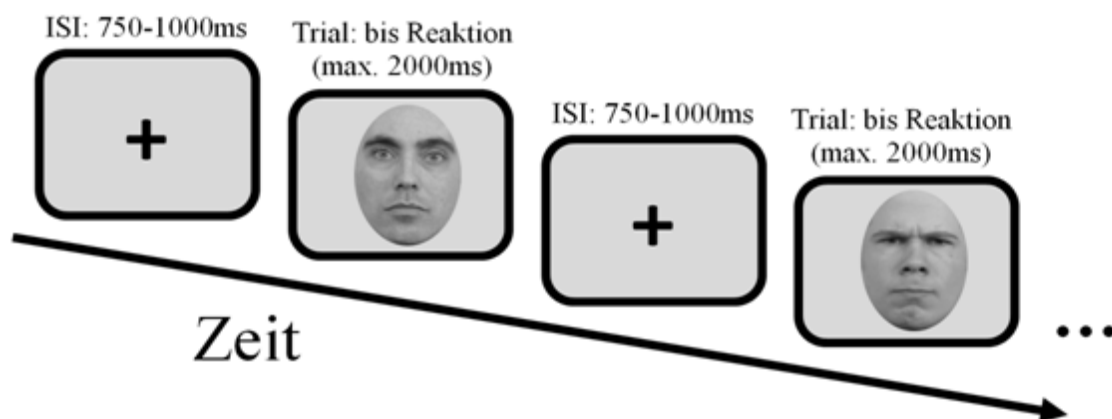 ISI: 750-1000ms
Trial: bis Reaktion
(max. 2000ms)
ISI: 750-1000ms
Trial: bis Reaktion
(max. 2000ms)
Zeit
...